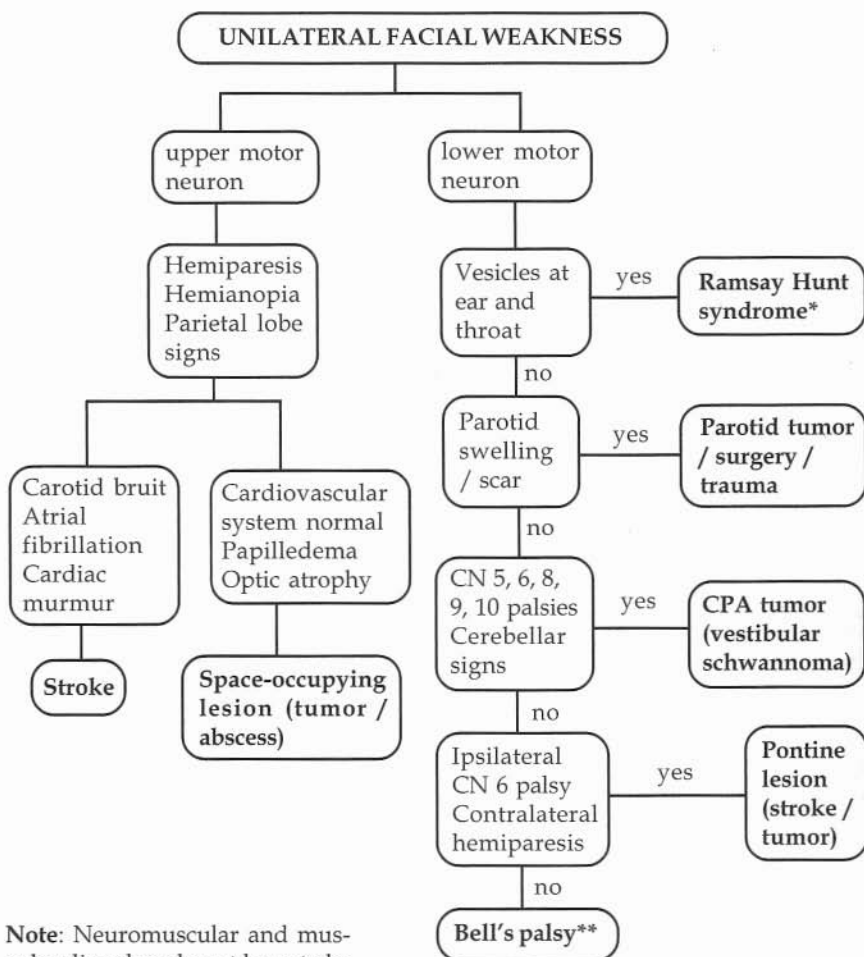 UNILATERAL FACIAL WEAKNESS
upper motor
neuron
lower motor
neuron
Hemiparesis
Hemianopia
Parietal lobe
signs
Vesicles at
ear and
throat
yes
Ramsay Hunt
syndrome*
no
Parotid
swelling
/ scar
yes
Parotid tumor
/ surgery /
trauma
Carotid bruit
Atrial
fibrillation
Cardiac
murmur
Cardiovascular
system normal
Papilledema
Optic atrophy
no
CN 5, 6, 8,
9, 10 palsies
Cerebellar
signs
yes
CPA tumor
(vestibular
schwannoma)
Stroke
Space-occupying
lesion (tumor /
abscess)
no
Ipsilateral
CN 6 palsy
Contralateral
hemiparesis
yes
Pontine
lesion
(stroke /
tumor)
no
Bell's palsy**
Note: Neuromuscular and mus-